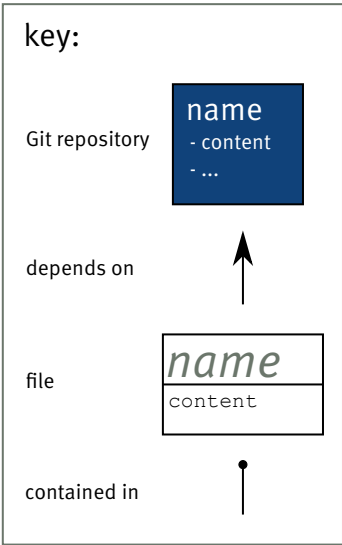 key:
Git repository
name
- content
- ...
depends on
file
name
content
contained in